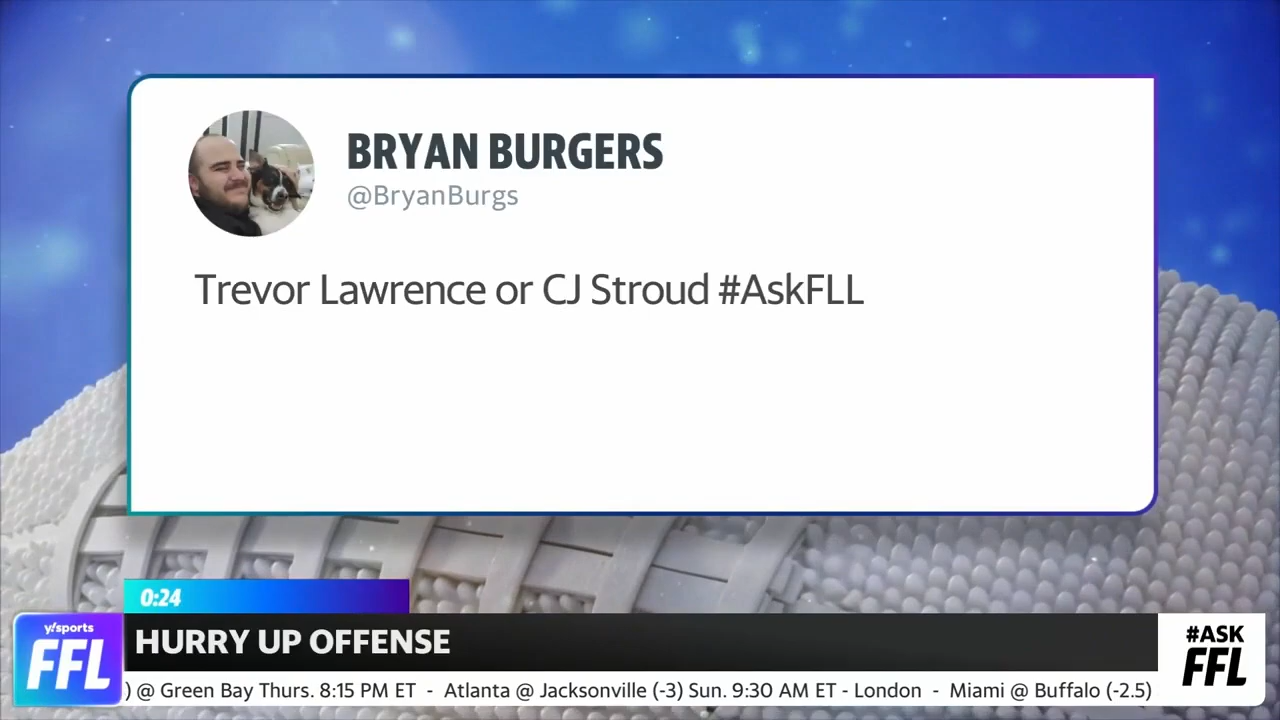 BRYAN BURGERS
@BryanBurgs
Trevor Lawrence or CJ Stroud #AskFLL
0:24
y!sports
FFL
HURRY UP OFFENSE
#ASK
FFL
) @ Green Bay Thurs. 8:15 PM ET - Atlanta @ Jacksonville (-3) Sun. 9:30 AM ET - London - Miami @ Buffalo (-2.5)